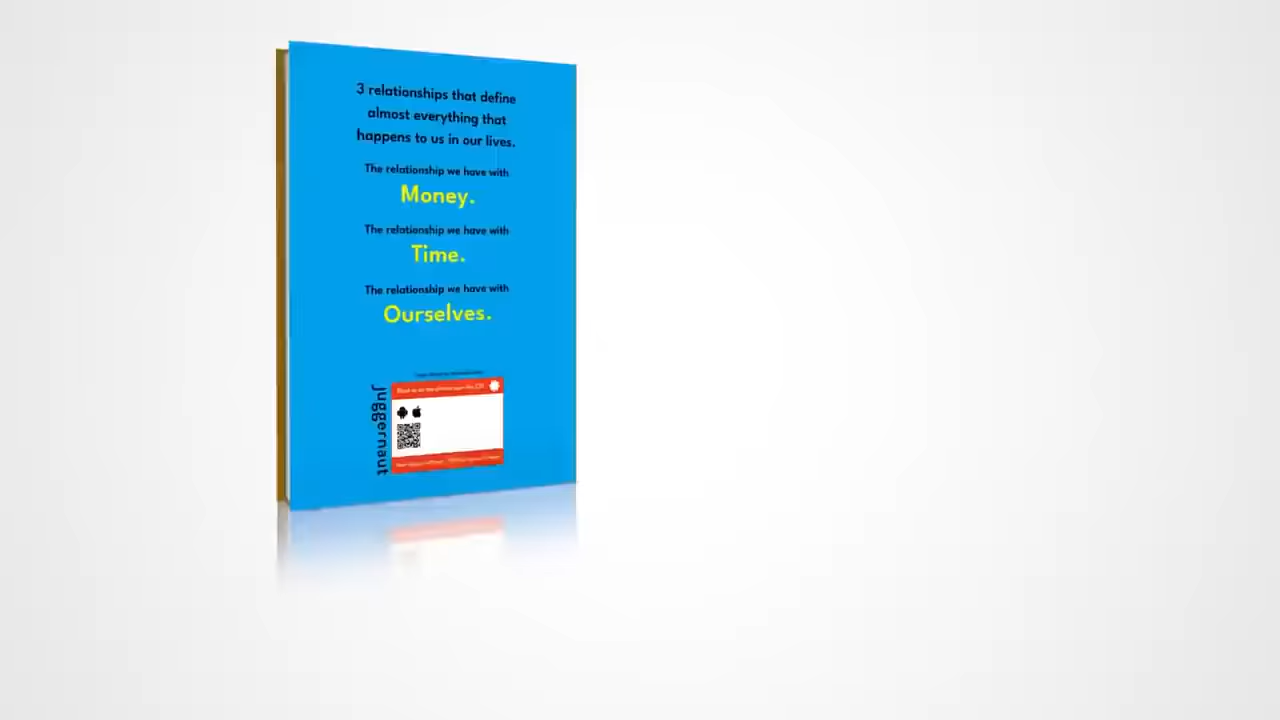 3 relationships that define
almost everything that
happens to us in our lives.
The relationship we have with
Money.
The relationship we have with
Time.
The relationship we have with
Ourselves.
juggernaut